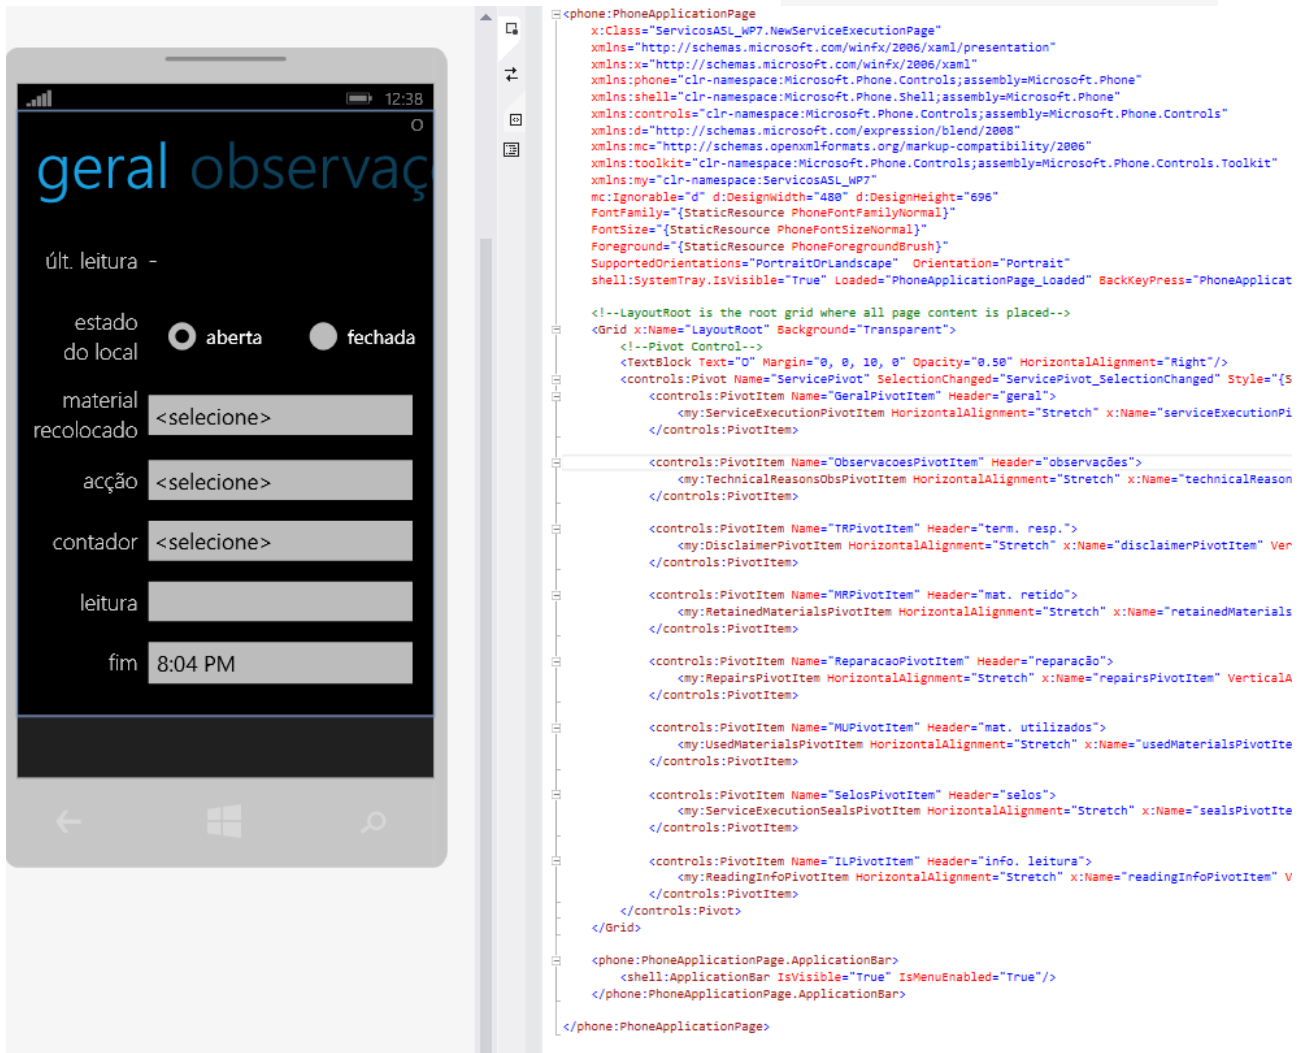 12:38
O
geral observaç
últ. leitura -
estado
do local
aberta
fechada
material
recolocado
<selecione>
acção <selecione>
contador <selecione>
leitura
fim 8:04 PM
<phone:PhoneApplicationPage
x:Class="ServicosASL_WP7.NewServiceExecutionPage"
xmlns="http://schemas.microsoft.com/winfx/2006/xaml/presentation"
xmlns:x="http://schemas.microsoft.com/winfx/2006/xaml"
xmlns:phone="clr-namespace:Microsoft.Phone.Controls;assembly=Microsoft.Phone"
xmlns:shell="clr-namespace:Microsoft.Phone.Shell;assembly=Microsoft.Phone"
xmlns:controls="clr-namespace:Microsoft.Phone.Controls;assembly=Microsoft.Phone.Controls"
xmlns:d="http://schemas.microsoft.com/expression/blend/2008"
xmlns:mc="http://schemas.openxmlformats.org/markup-compatibility/2006"
xmlns:toolkit="clr-namespace:Microsoft.Phone.Controls;assembly=Microsoft.Phone.Controls.Toolkit"
xmlns:my="clr-namespace:ServicosASL_WP7"
mc:Ignorable="d" d:DesignWidth="480" d:DesignHeight="696"
FontFamily="{StaticResource PhoneFontFamilyNormal}"
FontSize="{StaticResource PhoneFontSizeNormal}"
Foreground="{StaticResource PhoneForegroundBrush}"
SupportedOrientations="PortraitOrLandscape" Orientation="Portrait"
shell:SystemTray.IsVisible="True" Loaded="PhoneApplicationPage_Loaded" BackKeyPress="PhoneApplicat
<!--LayoutRoot is the root grid where all page content is placed-->
<Grid x:Name="LayoutRoot" Background="Transparent">
<!--Pivot Control-->
<TextBlock Text="O" Margin="0, 0, 10, 0" Opacity="0.50" HorizontalAlignment="Right"/>
<controls:Pivot Name="ServicePivot" SelectionChanged="ServicePivot_SelectionChanged" Style="{S
<controls:PivotItem Name="GeralPivotItem" Header="geral">
<my:ServiceExecutionPivotItem HorizontalAlignment="Stretch" x:Name="serviceExecutionPi
</controls:PivotItem>
<controls:PivotItem Name="ObservacoesPivotItem" Header="observações">
<my:TechnicalReasonsObsPivotItem HorizontalAlignment="Stretch" x:Name="technicalReason
</controls:PivotItem>
<controls:PivotItem Name="TRPivotItem" Header="term. resp.">
<my:DisclaimerPivotItem HorizontalAlignment="Stretch" x:Name="disclaimerPivotItem" Ver
</controls:PivotItem>
<controls:PivotItem Name="MRPivotItem" Header="mat. retido">
<my:RetainedMaterialsPivotItem HorizontalAlignment="Stretch" x:Name="retainedMaterials
</controls:PivotItem>
<controls:PivotItem Name="ReparacaoPivotItem" Header="reparação">
<my:RepairsPivotItem HorizontalAlignment="Stretch" x:Name="repairsPivotItem" VerticalA
</controls:PivotItem>
<controls:PivotItem Name="MUPivotItem" Header="mat. utilizados">
<my:UsedMaterialsPivotItem HorizontalAlignment="Stretch" x:Name="usedMaterialsPivotIte
</controls:PivotItem>
<controls:PivotItem Name="SelosPivotItem" Header="selos">
<my:ServiceExecutionSealsPivotItem HorizontalAlignment="Stretch" x:Name="sealsPivotIte
</controls:PivotItem>
<controls:PivotItem Name="ILPivotItem" Header="info. leitura">
<my:ReadingInfoPivotItem HorizontalAlignment="Stretch" x:Name="readingInfoPivotItem" V
</controls:PivotItem>
</controls:Pivot>
</Grid>
<phone:PhoneApplicationPage.ApplicationBar>
<shell:ApplicationBar IsVisible="True" IsMenuEnabled="True"/>
</phone:PhoneApplicationPage.ApplicationBar>
</phone:PhoneApplicationPage>